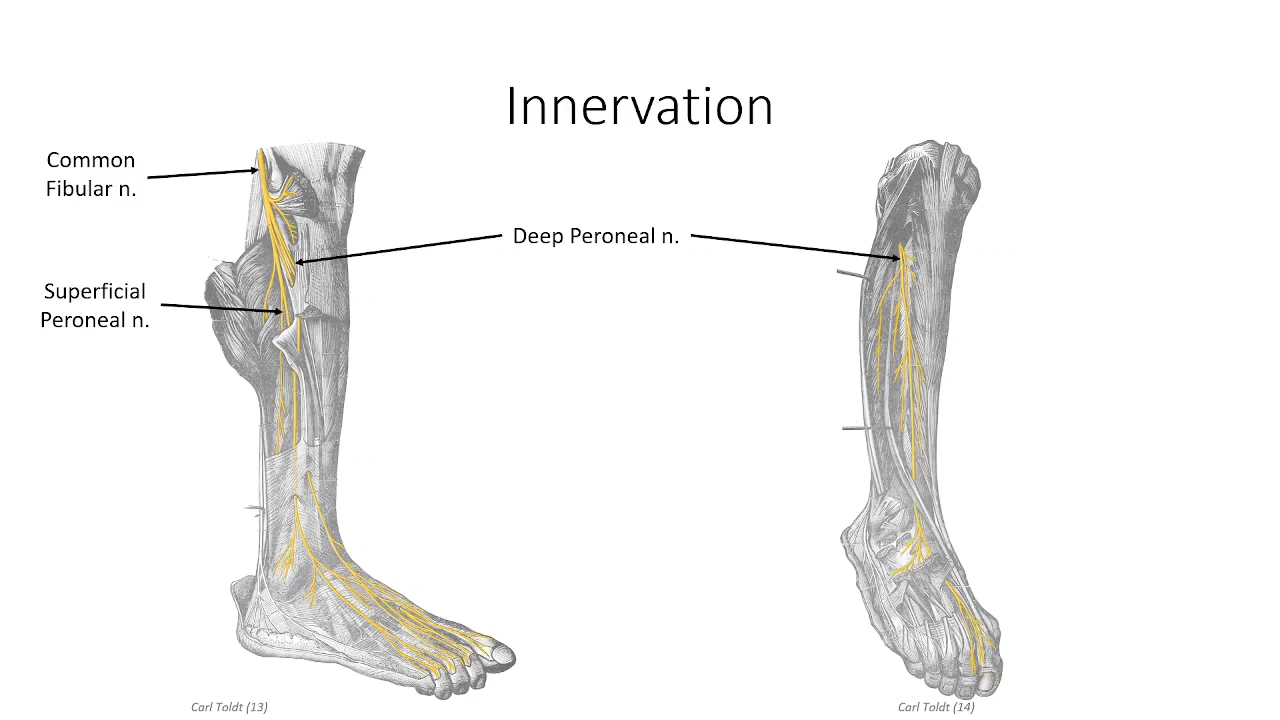 Innervation
Common
Fibular n.
Deep Peroneal n.
Superficial
Peroneal n.
Carl Toldt (13)
Carl Toldt (14)